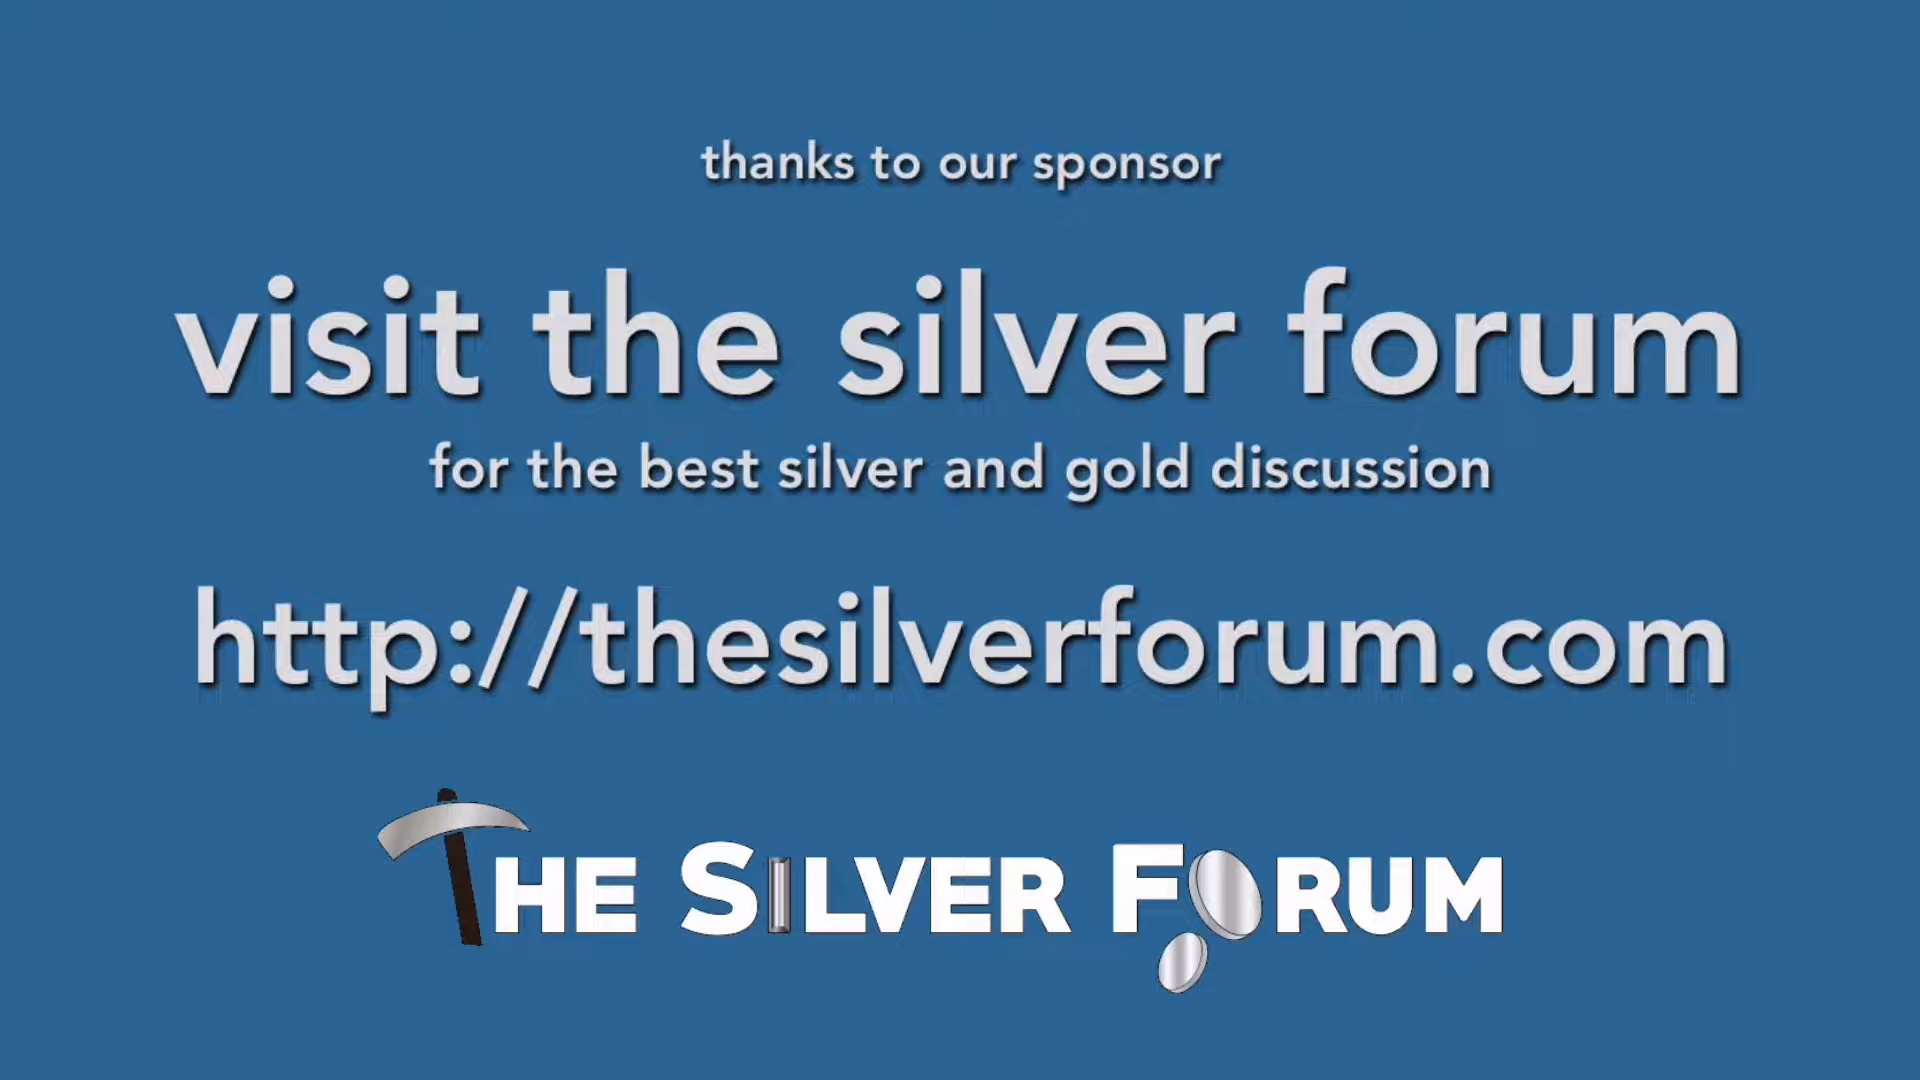 thanks to our sponsor
visit the silver forum
for the best silver and gold discussion
http://thesilverforum.com
THE SILVER FORUM